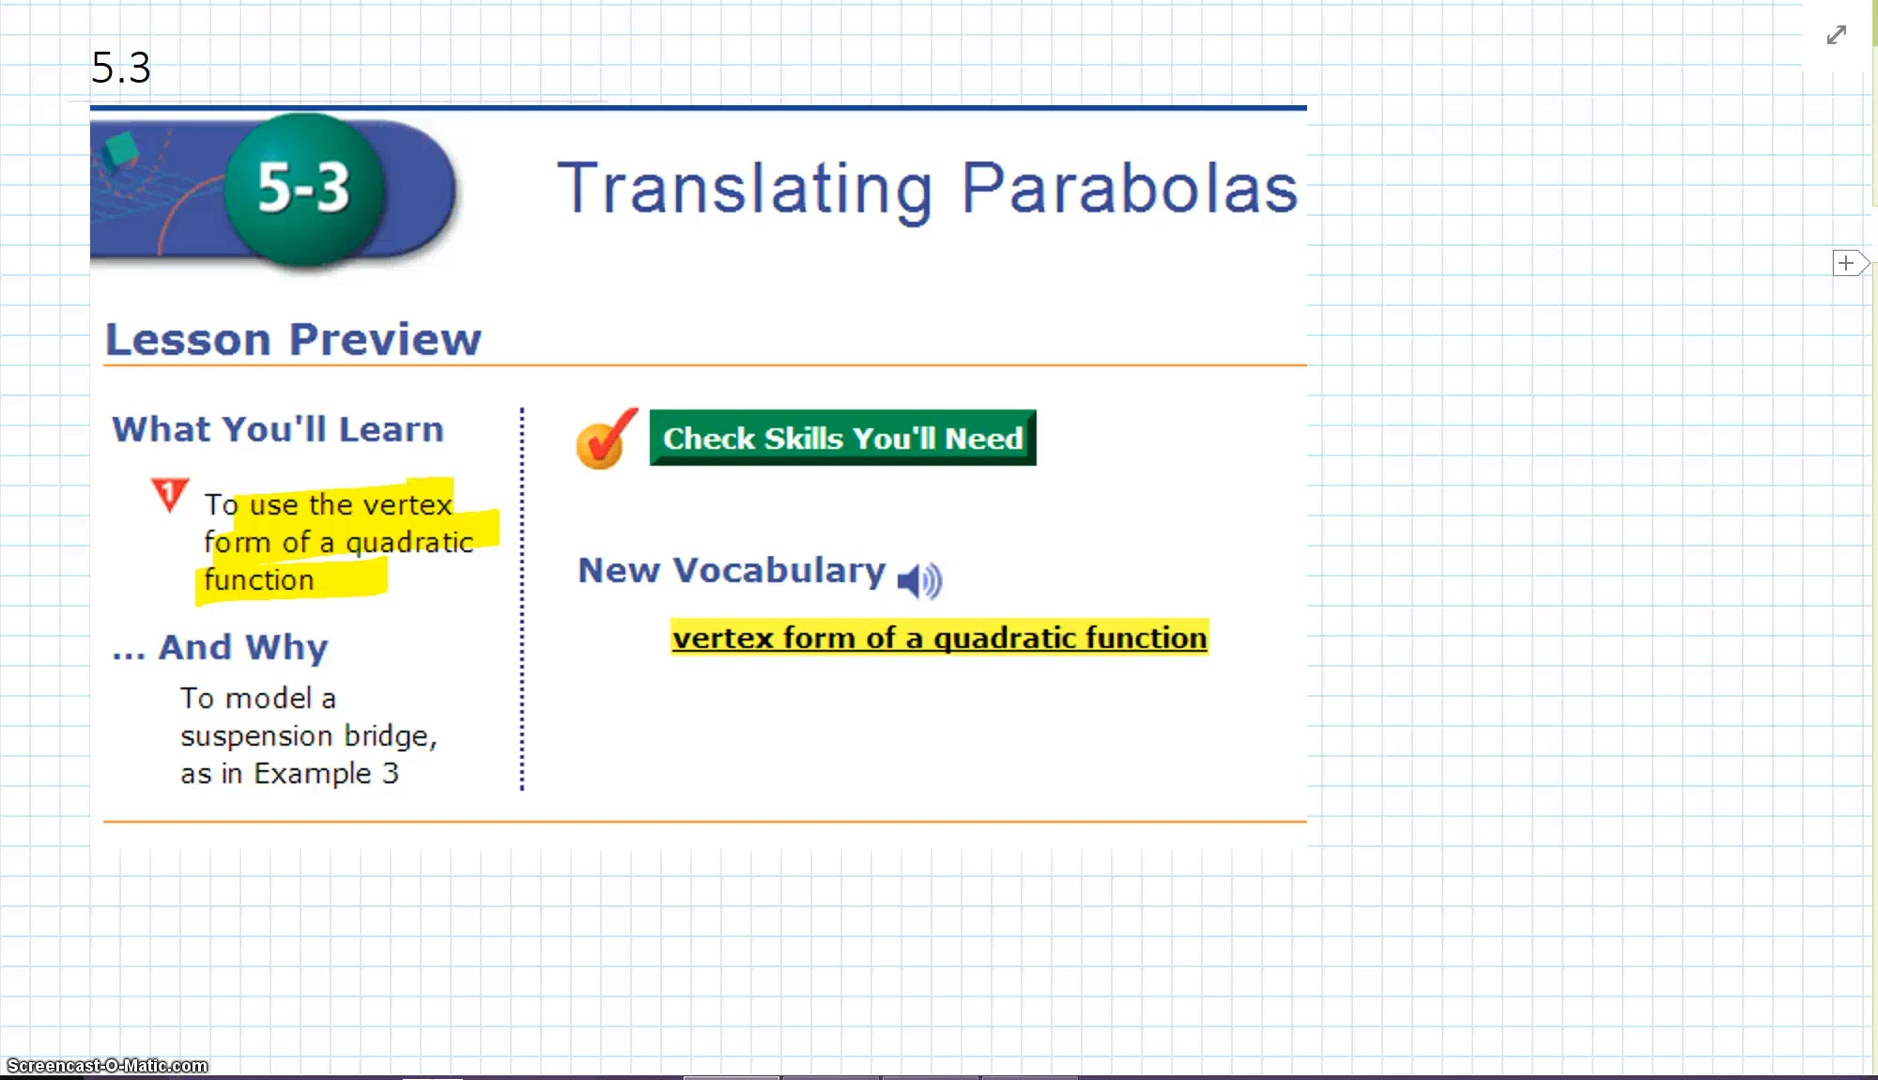 5.3
5-3
Translating Parabolas
Lesson Preview
What You'll Learn
1
To use the vertex
form of a quadratic
function
... And Why
To model a
suspension bridge,
as in Example 3
Check Skills You'll Need
New Vocabulary
vertex form of a quadratic function
Screencast-O-Matic.com